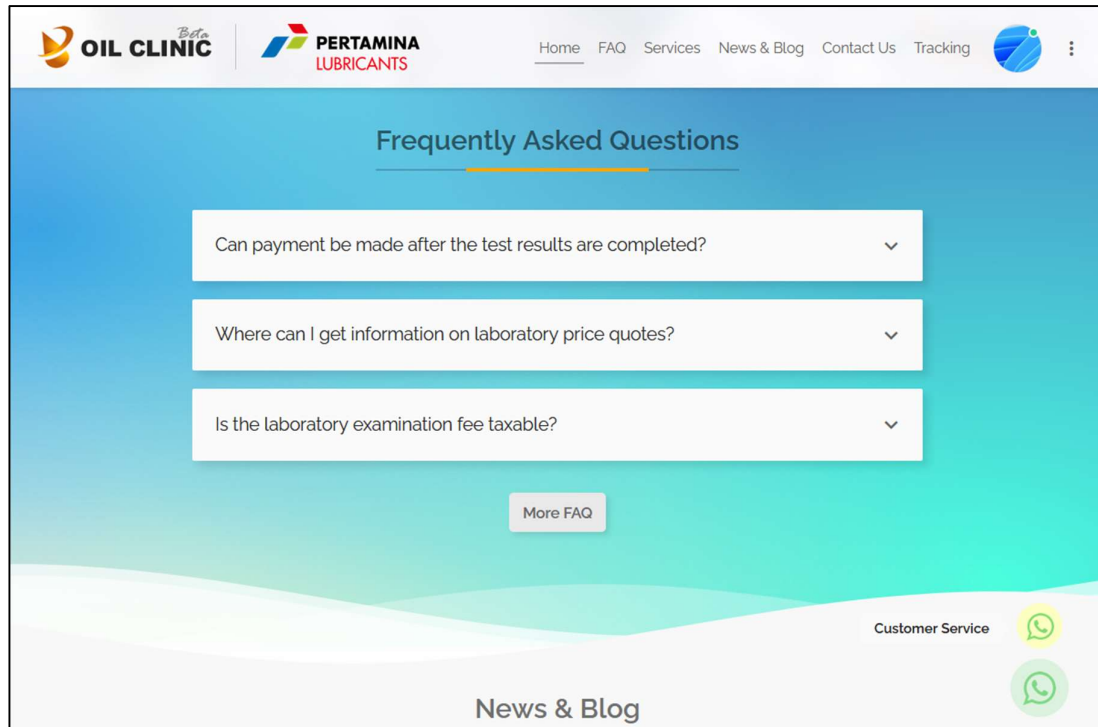 Beta
OIL CLINIC
PERTAMINA
LUBRICANTS
Home FAQ Services News & Blog Contact Us Tracking
Frequently Asked Questions
Can payment be made after the test results are completed?
Where can I get information on laboratory price quotes?
Is the laboratory examination fee taxable?
More FAQ
Customer Service
News & Blog